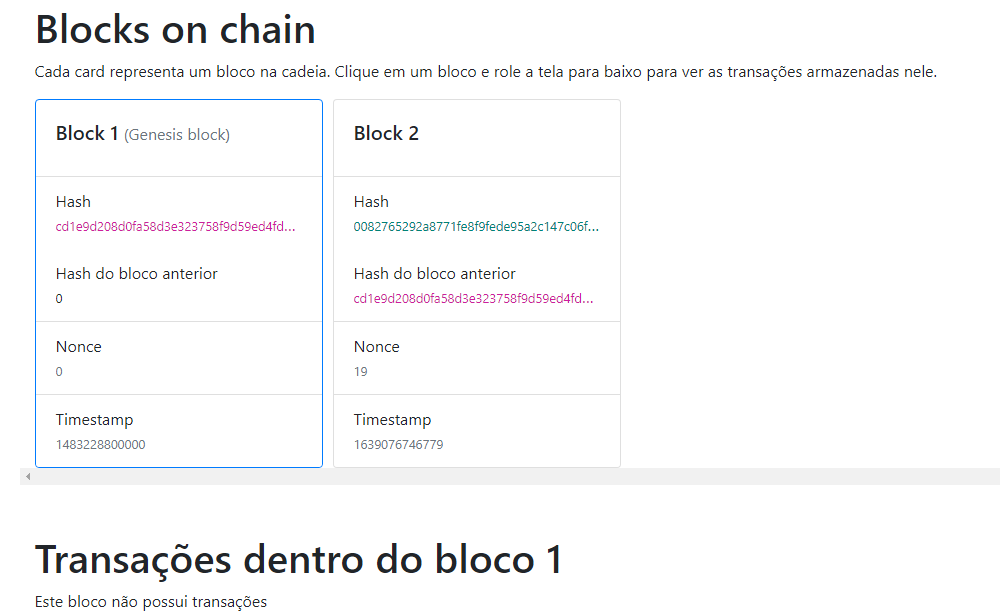 Blocks on chain
Cada card representa um bloco na cadeia. Clique em um bloco e role a tela para baixo para ver as transações armazenadas nele.
Block 1 (Genesis block)
Hash
cd1e9d208d0fa58d3e323758f9d59ed4fd...
Hash do bloco anterior
0
Nonce
0
Timestamp
1483228800000
Block 2
Hash
0082765292a8771fe8f9fede95a2c147c06f...
Hash do bloco anterior
cd1e9d208d0fa58d3e323758f9d59ed4fd...
Nonce
19
Timestamp
1639076746779
Transações dentro do bloco 1
Este bloco não possui transações